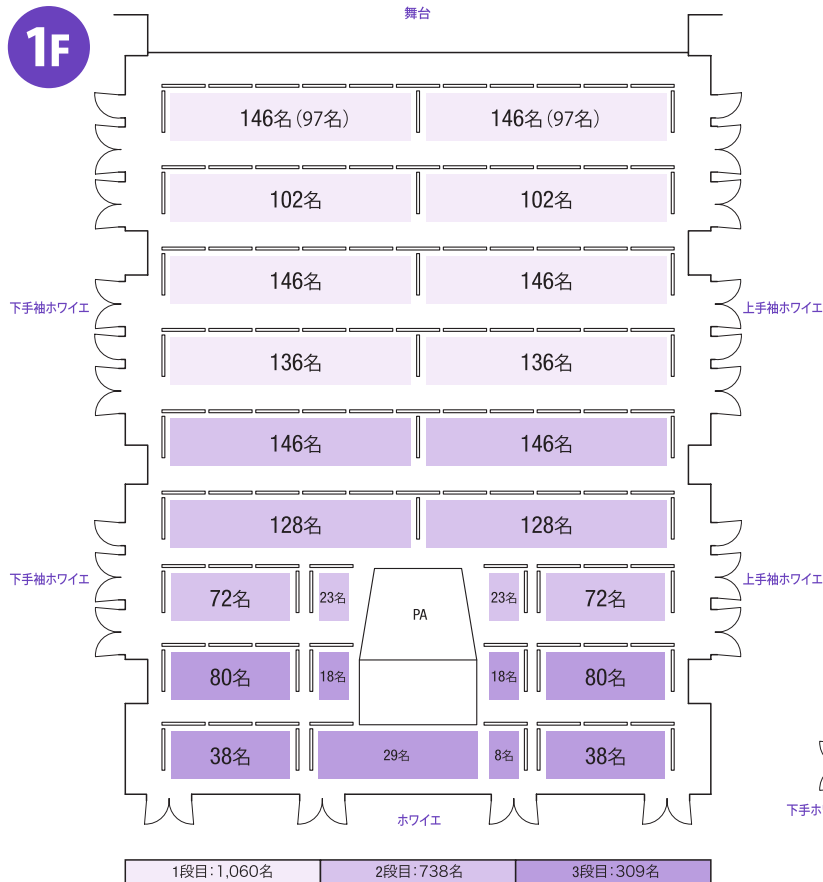 1F
舞台
146名(97名) 146名(97名)
102名 102名
146名 146名
下手袖ホワイエ 上手袖ホワイエ
136名 136名
146名 146名
128名 128名
下手袖ホワイエ 上手袖ホワイエ
72名 23名 PA 23名 72名
80名 18名 18名 80名
38名 29名 8名 38名
下手ホ
ホワイエ
1段目:1,060名 2段目:738名 3段目:309名